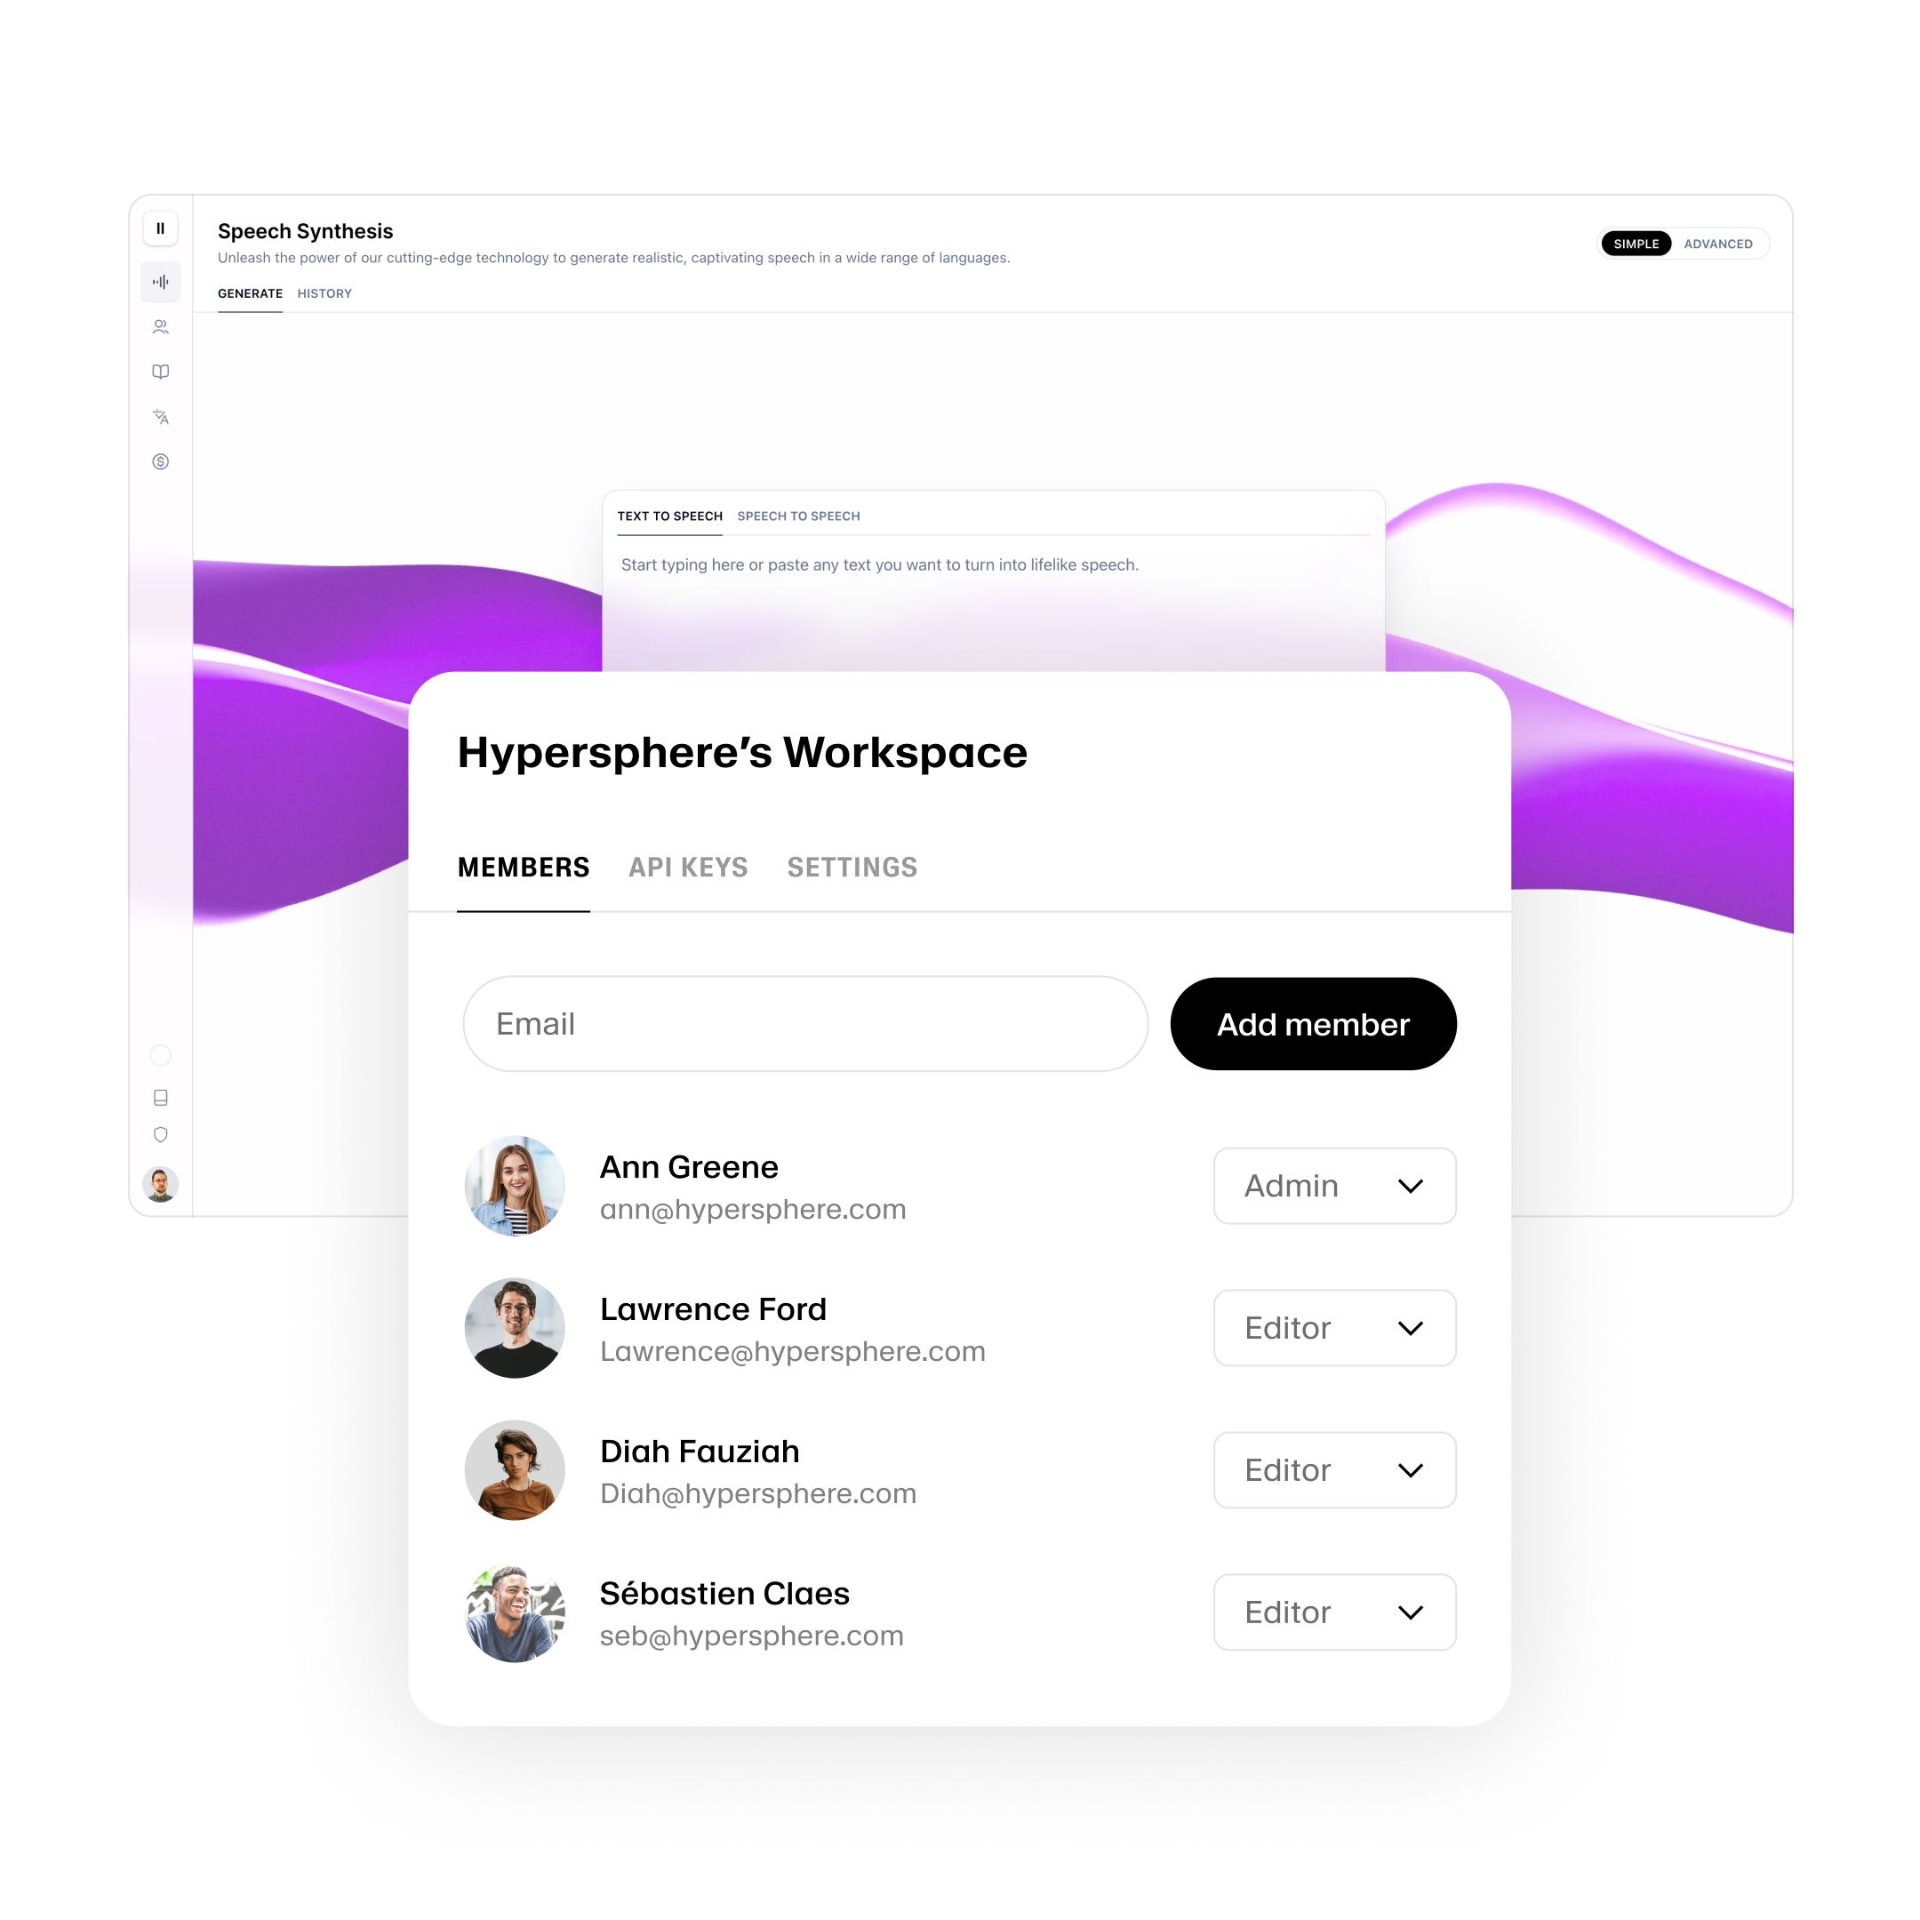 Speech Synthesis
SIMPLE ADVANCED
Unleash the power of our cutting-edge technology to generate realistic, captivating speech in a wide range of languages.
GENERATE HISTORY
TEXT TO SPEECH SPEECH TO SPEECH
Start typing here or paste any text you want to turn into lifelike speech.
Hypersphere’s Workspace
MEMBERS API KEYS SETTINGS
Email Add member
Ann Greene
ann@hypersphere.com
Admin
Lawrence Ford
Lawrence@hypersphere.com
Editor
Diah Fauziah
Diah@hypersphere.com
Editor
Sébastien Claes
seb@hypersphere.com
Editor